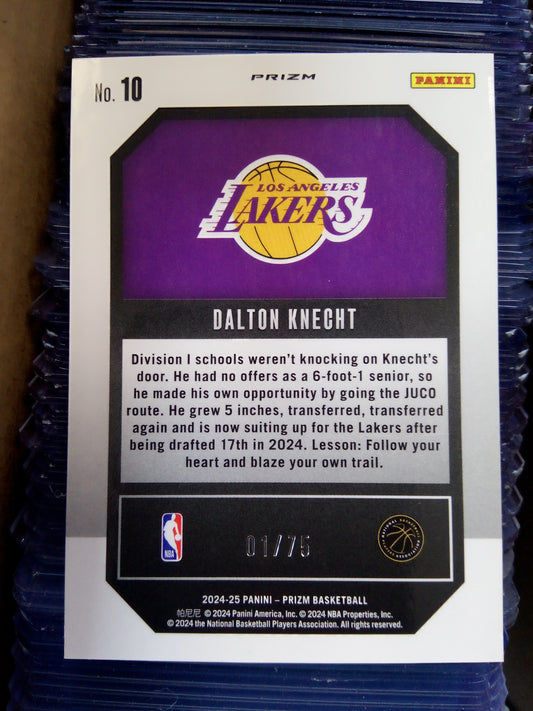 No. 10
PRIZM
PANINI
LOS ANGELES
LAKERS
DALTON KNECHT
Division I schools weren't knocking on Knecht's
door. He had no offers as a 6-foot-1 senior, so
he made his own opportunity by going the JUCO
route. He grew 5 inches, transferred, transferred
again and is now suiting up for the Lakers after
being drafted 17th in 2024. Lesson: Follow your
heart and blaze your own trail.
NBA
01/75
2024-25 PANINI – PRIZM BASKETBALL
帕尼尼 © 2024 Panini America, Inc. © 2024 NBA Properties, Inc.
© 2024 the National Basketball Players Association. All rights reserved.